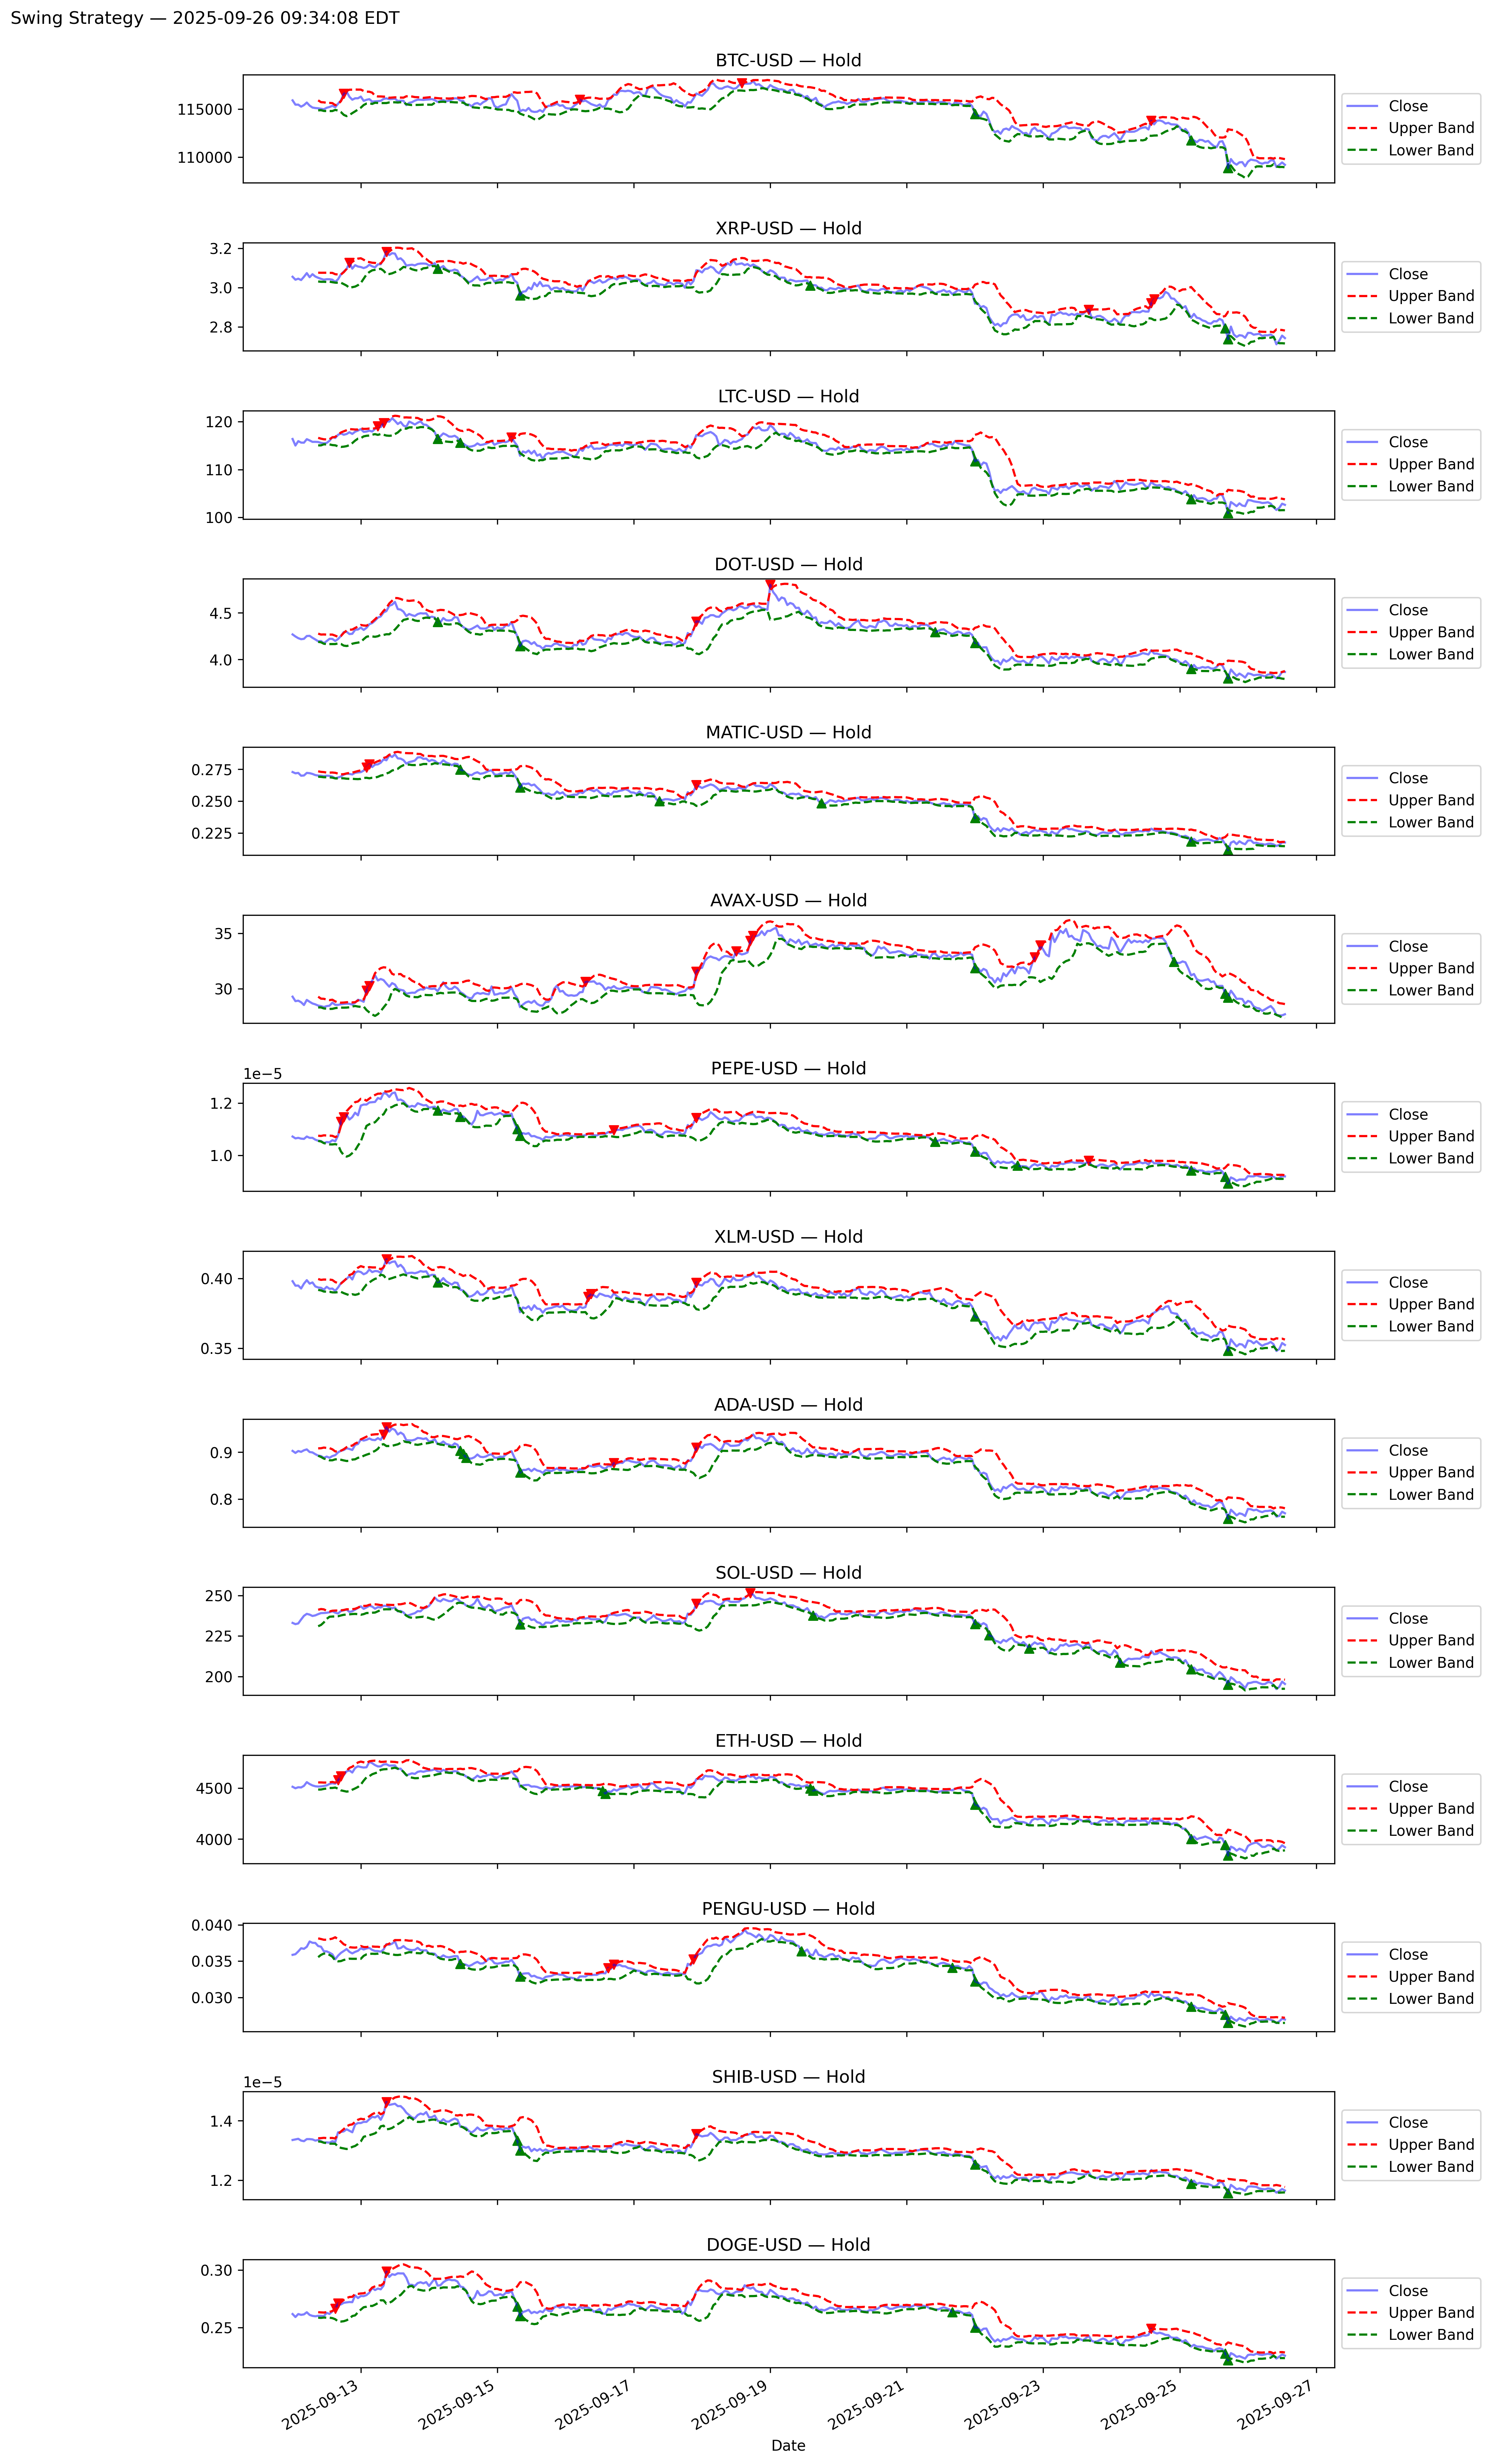 Swing Strategy — 2025-09-26 09:34:08 EDT
BTC-USD — Hold
115000
110000
Close
Upper Band
Lower Band
XRP-USD — Hold
3.2
3.0
2.8
Close
Upper Band
Lower Band
LTC-USD — Hold
120
110
100
Close
Upper Band
Lower Band
DOT-USD — Hold
4.5
4.0
Close
Upper Band
Lower Band
MATIC-USD — Hold
0.275
0.250
0.225
Close
Upper Band
Lower Band
AVAX-USD — Hold
35
30
Close
Upper Band
Lower Band
PEPE-USD — Hold
1e−5
1.2
1.0
Close
Upper Band
Lower Band
XLM-USD — Hold
0.40
0.35
Close
Upper Band
Lower Band
ADA-USD — Hold
0.9
0.8
Close
Upper Band
Lower Band
SOL-USD — Hold
250
225
200
Close
Upper Band
Lower Band
ETH-USD — Hold
4500
4000
Close
Upper Band
Lower Band
PENGU-USD — Hold
0.040
0.035
0.030
Close
Upper Band
Lower Band
SHIB-USD — Hold
1e−5
1.4
1.2
Close
Upper Band
Lower Band
DOGE-USD — Hold
0.30
0.25
Close
Upper Band
Lower Band
2025-09-13
2025-09-15
2025-09-17
2025-09-19
2025-09-21
2025-09-23
2025-09-25
2025-09-27
Date